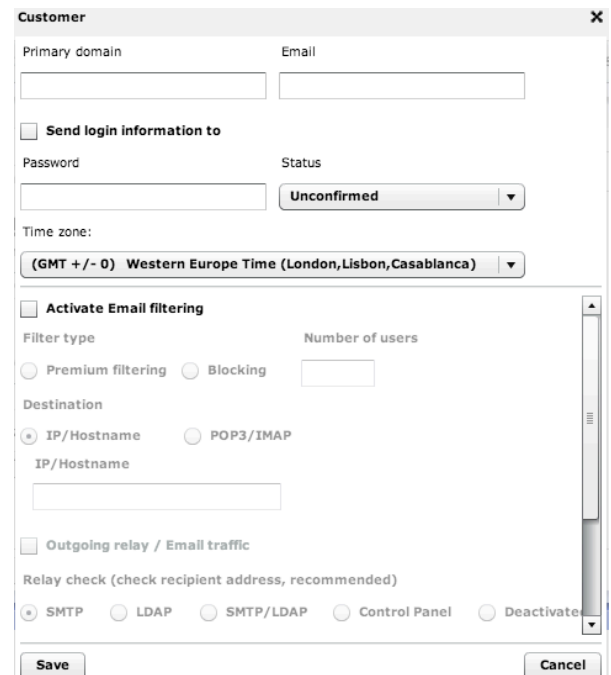 Customer
Primary domain Email
Send login information to
Password Status
Unconfirmed
Time zone:
(GMT +/- 0) Western Europe Time (London,Lisbon,Casablanca)
Activate Email filtering
Filter type Number of users
Premium filtering Blocking
Destination
IP/Hostname POP3/IMAP
IP/Hostname
Outgoing relay / Email traffic
Relay check (check recipient address, recommended)
SMTP LDAP SMTP/LDAP Control Panel Deactivated
Save Cancel